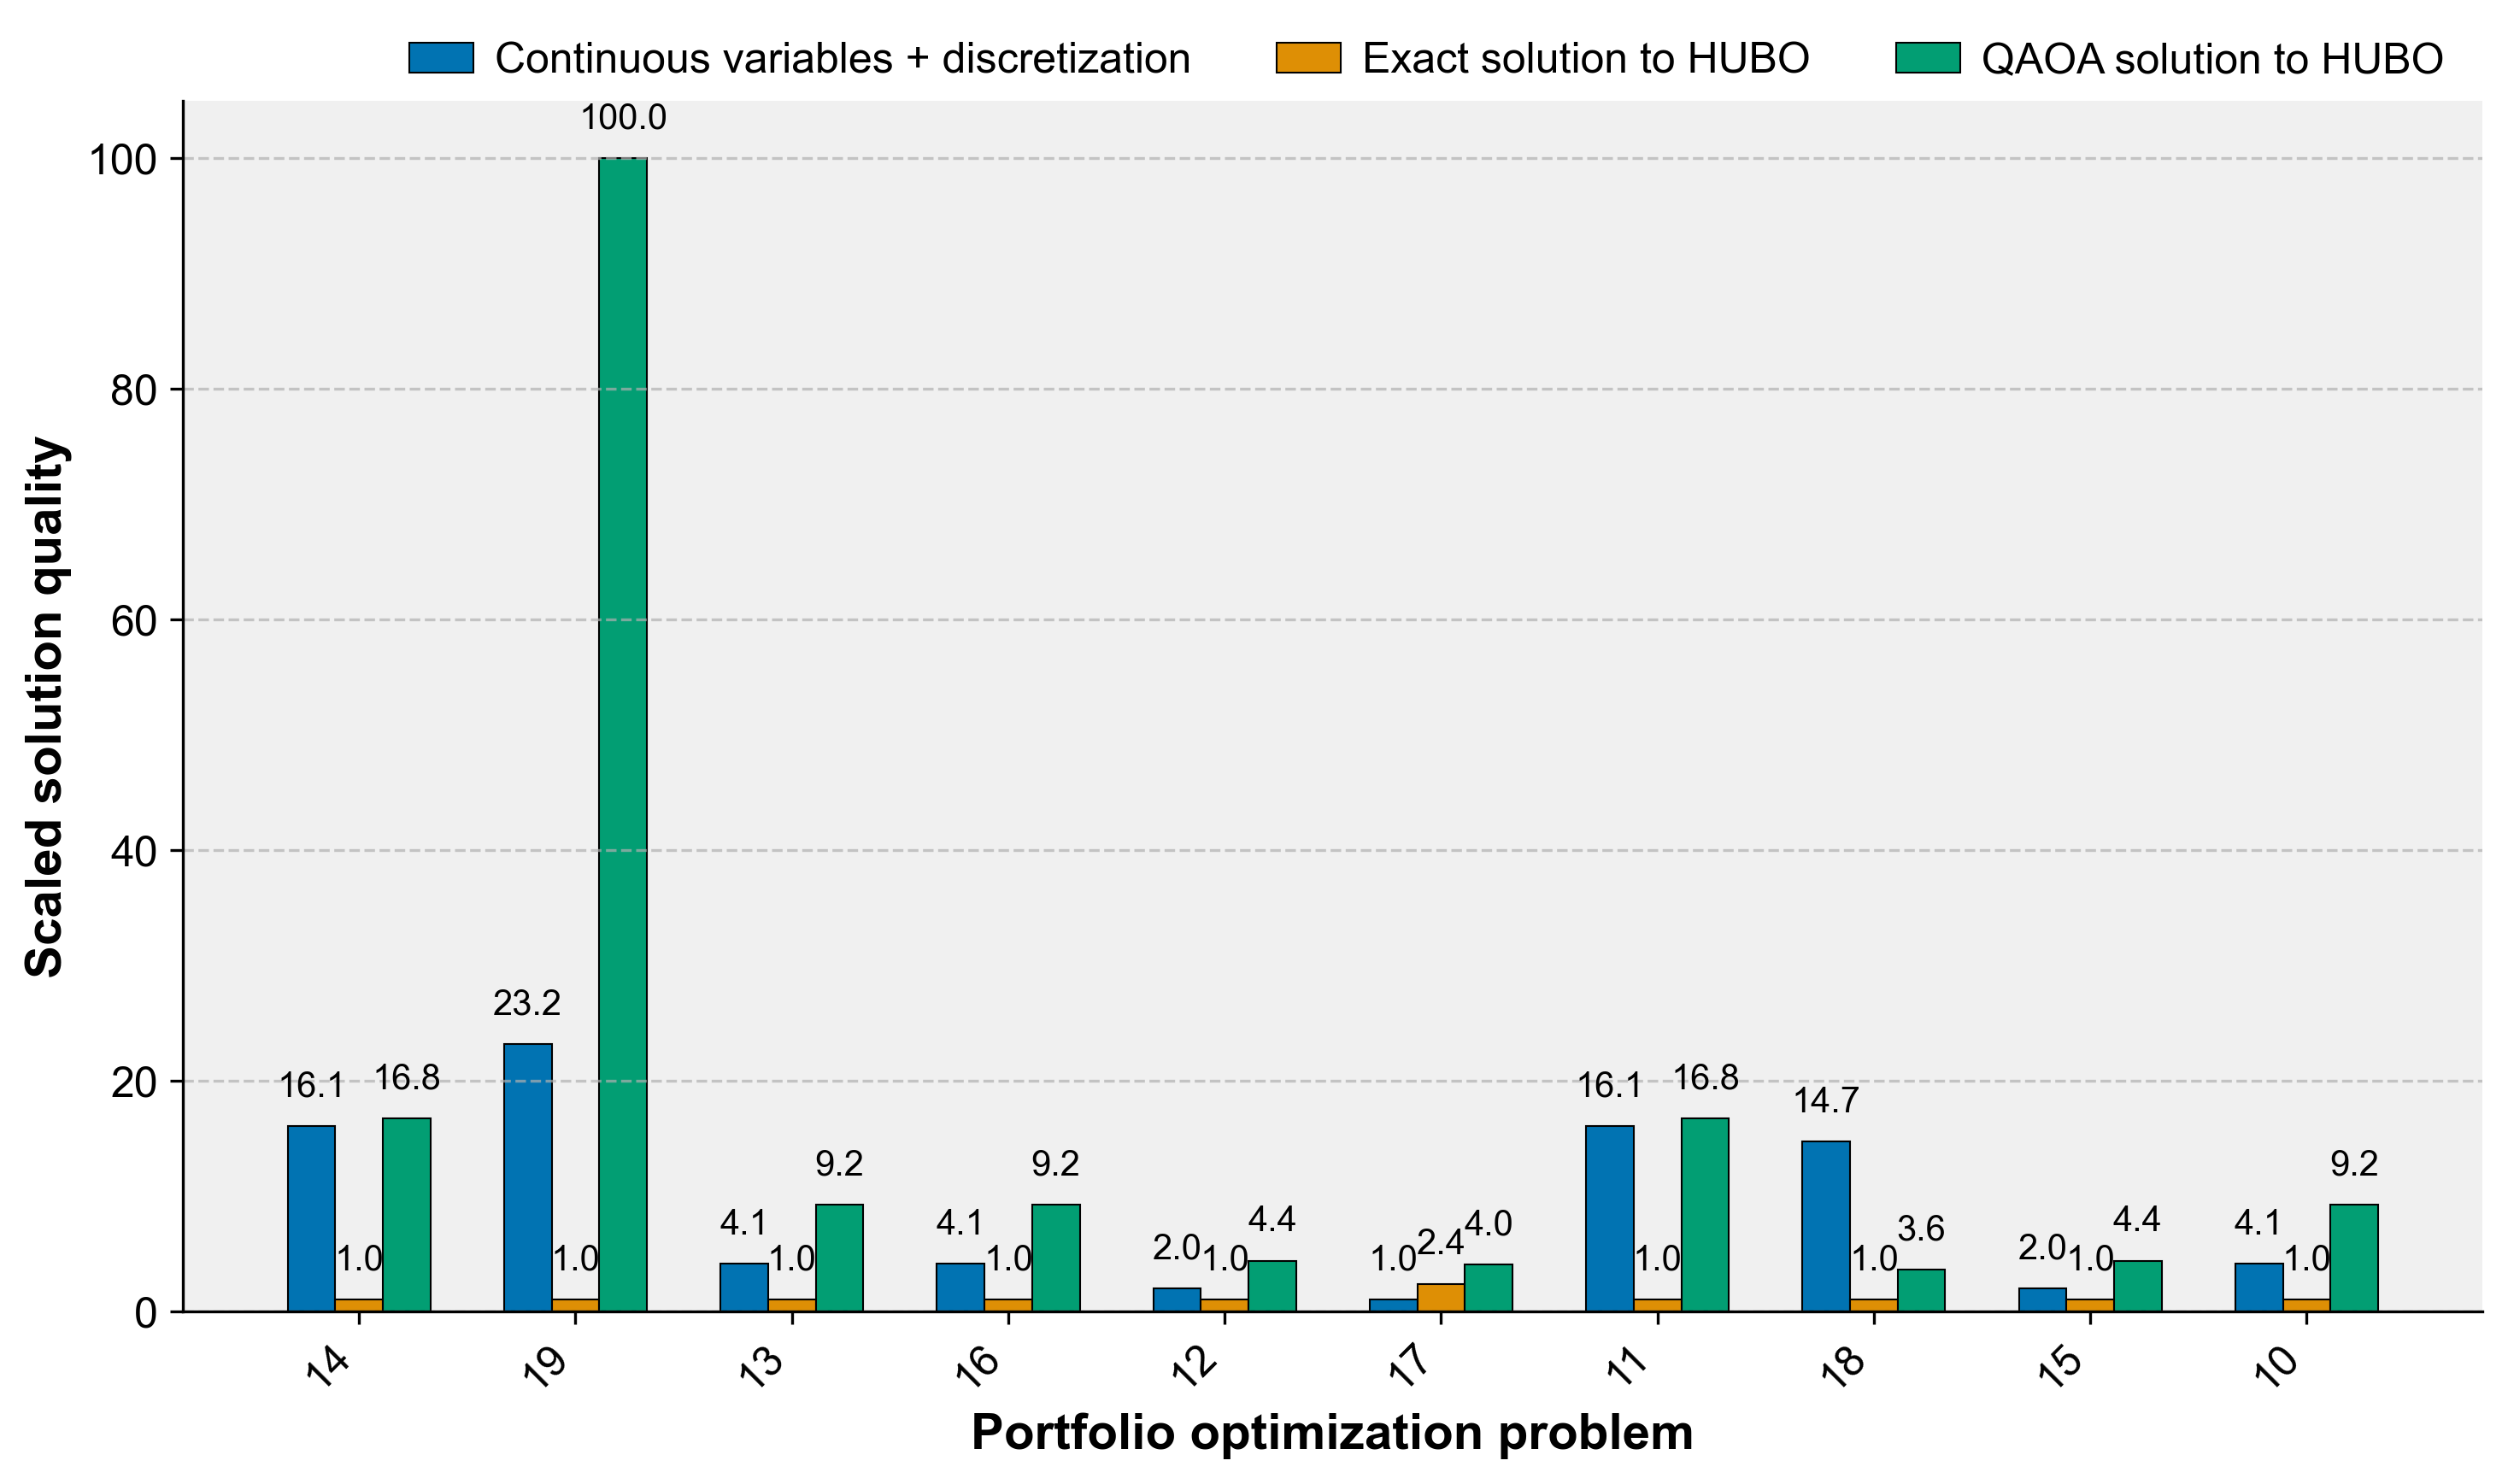 Continuous variables + discretization Exact solution to HUBO QAOA solution to HUBO
Scaled solution quality
100
80
60
40
20
0
16.1 1.0 16.8
23.2 1.0 100.0
4.1 1.0 9.2
4.1 1.0 9.2
2.0 1.0 4.4
1.0 2.4 4.0
16.1 1.0 16.8
14.7 1.0 3.6
2.0 1.0 4.4
4.1 1.0 9.2
14 19 13 16 12 17 11 18 15 10
Portfolio optimization problem